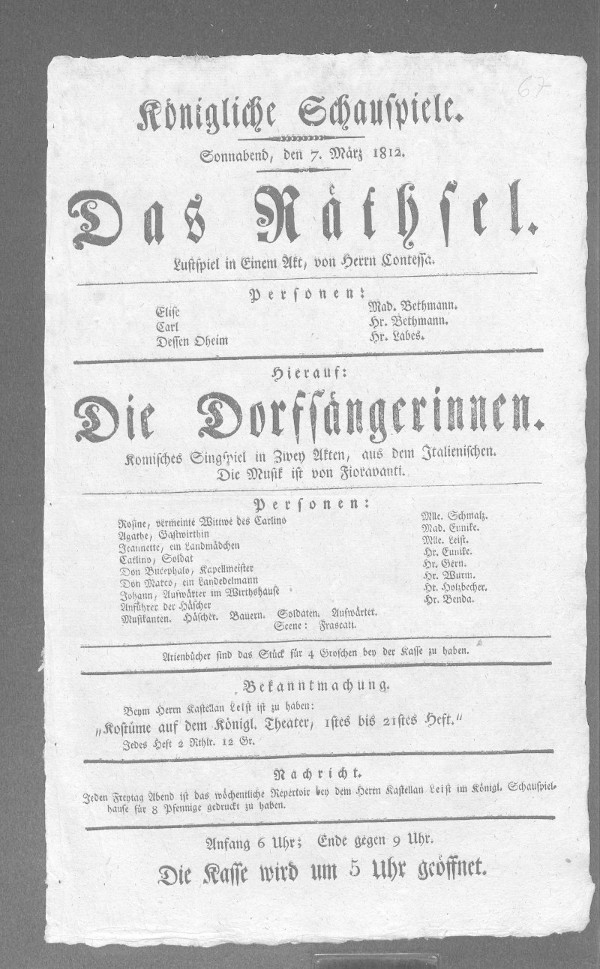 67
Königliche Schauspiele.
Sonnabend, den 7. März 1812.
Das Räthsel.
Lustspiel in Einem Akt, von Herrn Contessa.
Personen:
Elise Mad. Bethmann.
Carl Hr. Bethmann.
Dessen Oheim Hr. Labes.
Hierauf:
Die Dorfsängerinnen.
Komisches Singspiel in Zwey Akten, aus dem Italienischen.
Die Musik ist von Fioravanti.
Personen:
Rosine, vermeinte Wittwe des Carlino Mlle. Schmalz.
Agathe, Gastwirthin Mad. Eunike.
Jeannette, ein Landmädchen Mlle. Leist.
Carlino, Soldat Hr. Eunike.
Don Bucephalo, Kapellmeister Hr. Gern.
Don Marco, ein Landedelmann Hr. Wurm.
Johann, Aufwärter im Wirthshause Hr. Holzbecher.
Anführer der Häscher Hr. Benda.
Musikanten. Häscher. Bauern. Soldaten. Aufwärter.
Scene: Frascati.
Arienbücher sind das Stück für 4 Groschen bey der Kasse zu haben.
Bekanntmachung.
Beym Herrn Kastellan Leist ist zu haben:
„Kostüme auf dem Königl. Theater, 1stes bis 21stes Heft.“
Jedes Heft 2 Rthlr. 12 Gr.
Nachricht.
Jeden Freytag Abend ist das wöchentliche Repertoir bey dem Herrn Kastellan Leist im Königl. Schauspiel-
hause für 8 Pfennige gedruckt zu haben.
Anfang 6 Uhr; Ende gegen 9 Uhr.
Die Kasse wird um 5 Uhr geöffnet.